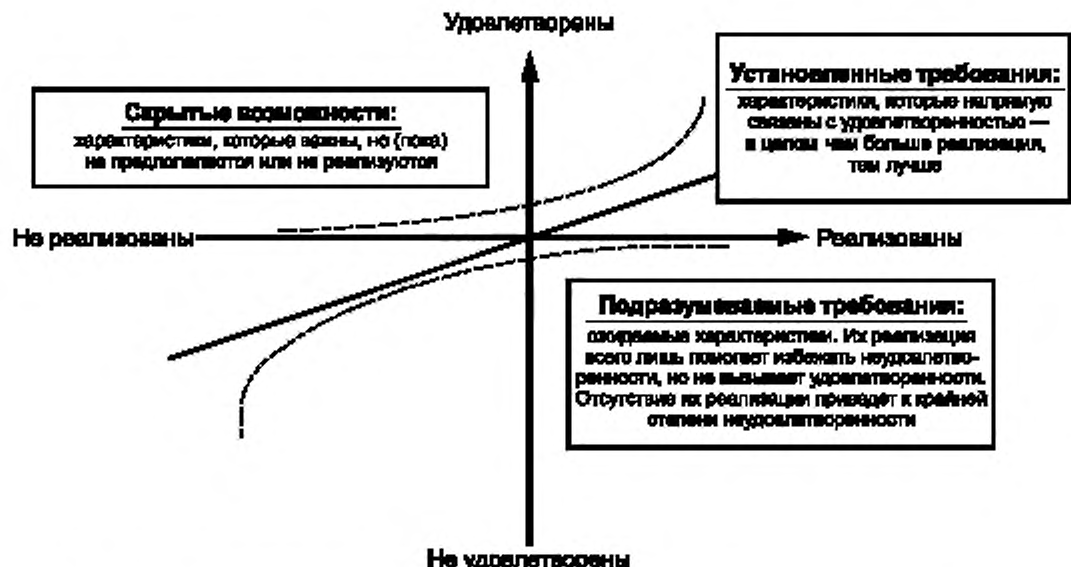 Удовлетворены
Скрытые возможности:
характеристики, которые важны, но (пока)
не предполагаются или не реализуются
Установленные требования:
характеристики, которые напрямую
связаны с удовлетворенностью —
в целом чем больше реализация,
тем лучше
Не реализованы
Реализованы
Подразумеваемые требования:
ожидаемые характеристики. Их реализация
всего лишь помогает избежать неудовлетво-
ренности, но не вызывает удовлетворенности.
Отсутствие их реализации приведет к крайней
степени неудовлетворенности
Не удовлетворены